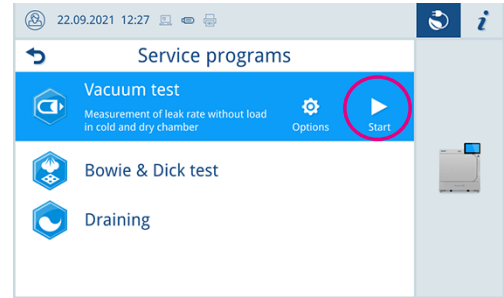 22.09.2021 12:27
i
Service programs
Vacuum test
Measurement of leak rate without load
in cold and dry chamber
Options
Start
Bowie & Dick test
Draining